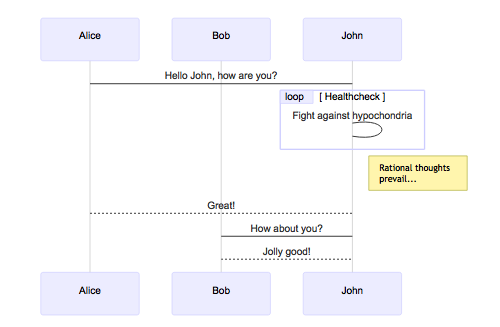 Alice
Bob
John
Hello John, how are you?
loop
[ Healthcheck ]
Fight against hypochondria
Rational thoughts
prevail...
Great!
How about you?
Jolly good!
Alice
Bob
John